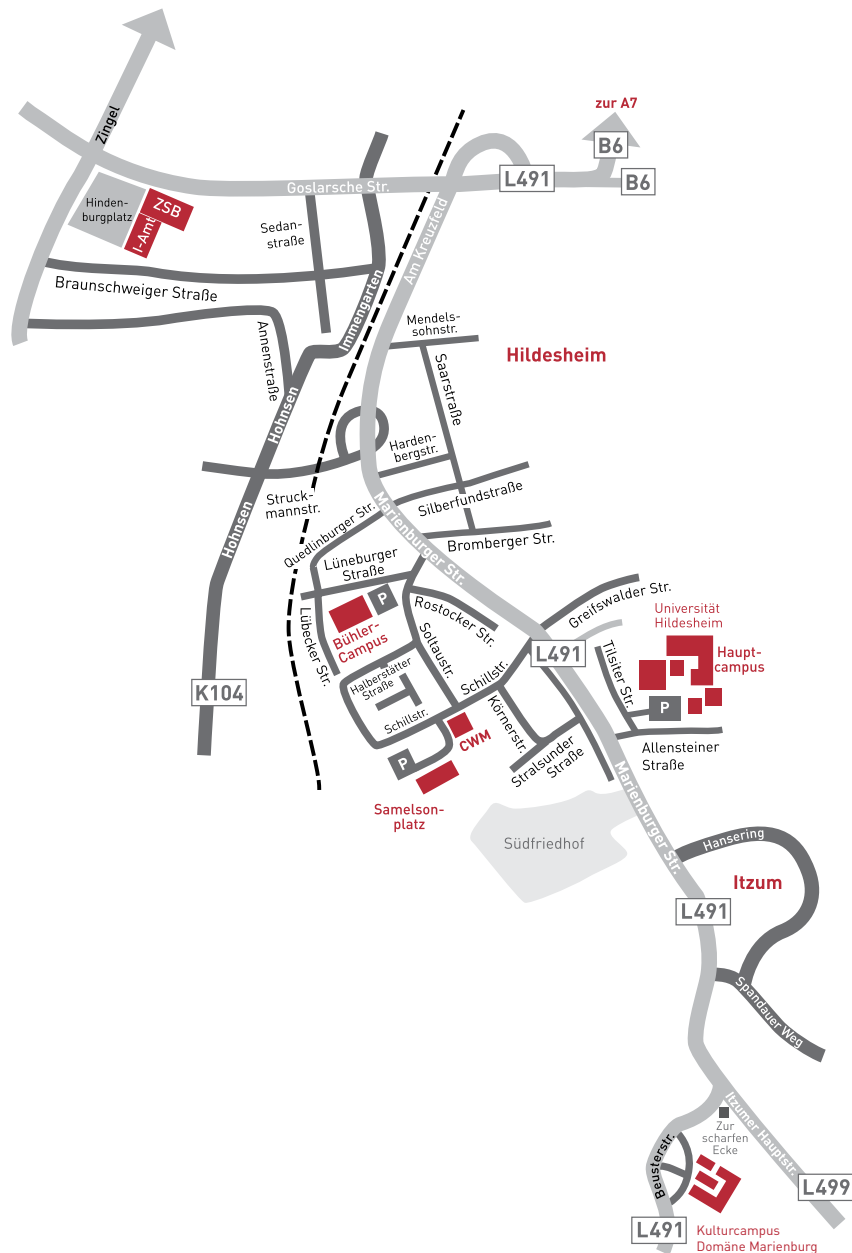 zur A7
Zingel
B6
L491
B6
Goslarsche Str.
Hinden-
burgplatz
ZSB
I-Amt
Sedan-
straße
Am Kreuzfeld
Braunschweiger Straße
Immengarten
Annenstraße
Mendels-
sohnstr.
Hildesheim
Saarstraße
Hohnsen
Harden-
bergstr.
Struck-
mannstr.
Marienburger Str.
Silberfundstraße
Quedlinburger Str.
Hohnsen
Bromberger Str.
Lüneburger
Straße
P
Rostocker Str.
Greifswalder Str.
Lübecker Str.
Bühler-
Campus
Soltaustr.
Universität
Hildesheim
Haupt-
campus
Tilsiter Str.
L491
K104
Halberstätter
Straße
Schillstr.
Schillstr.
Körnerstr.
P
CWM
P
Stralsunder
Straße
Allensteiner
Straße
Samelson-
platz
Marienburger Str.
Südfriedhof
Hansering
Itzum
L491
Spandauer Weg
Zur
scharfen
Ecke
Itzumer Hauptstr.
Beusterstr.
L499
L491
Kulturcampus
Domäne Marienburg